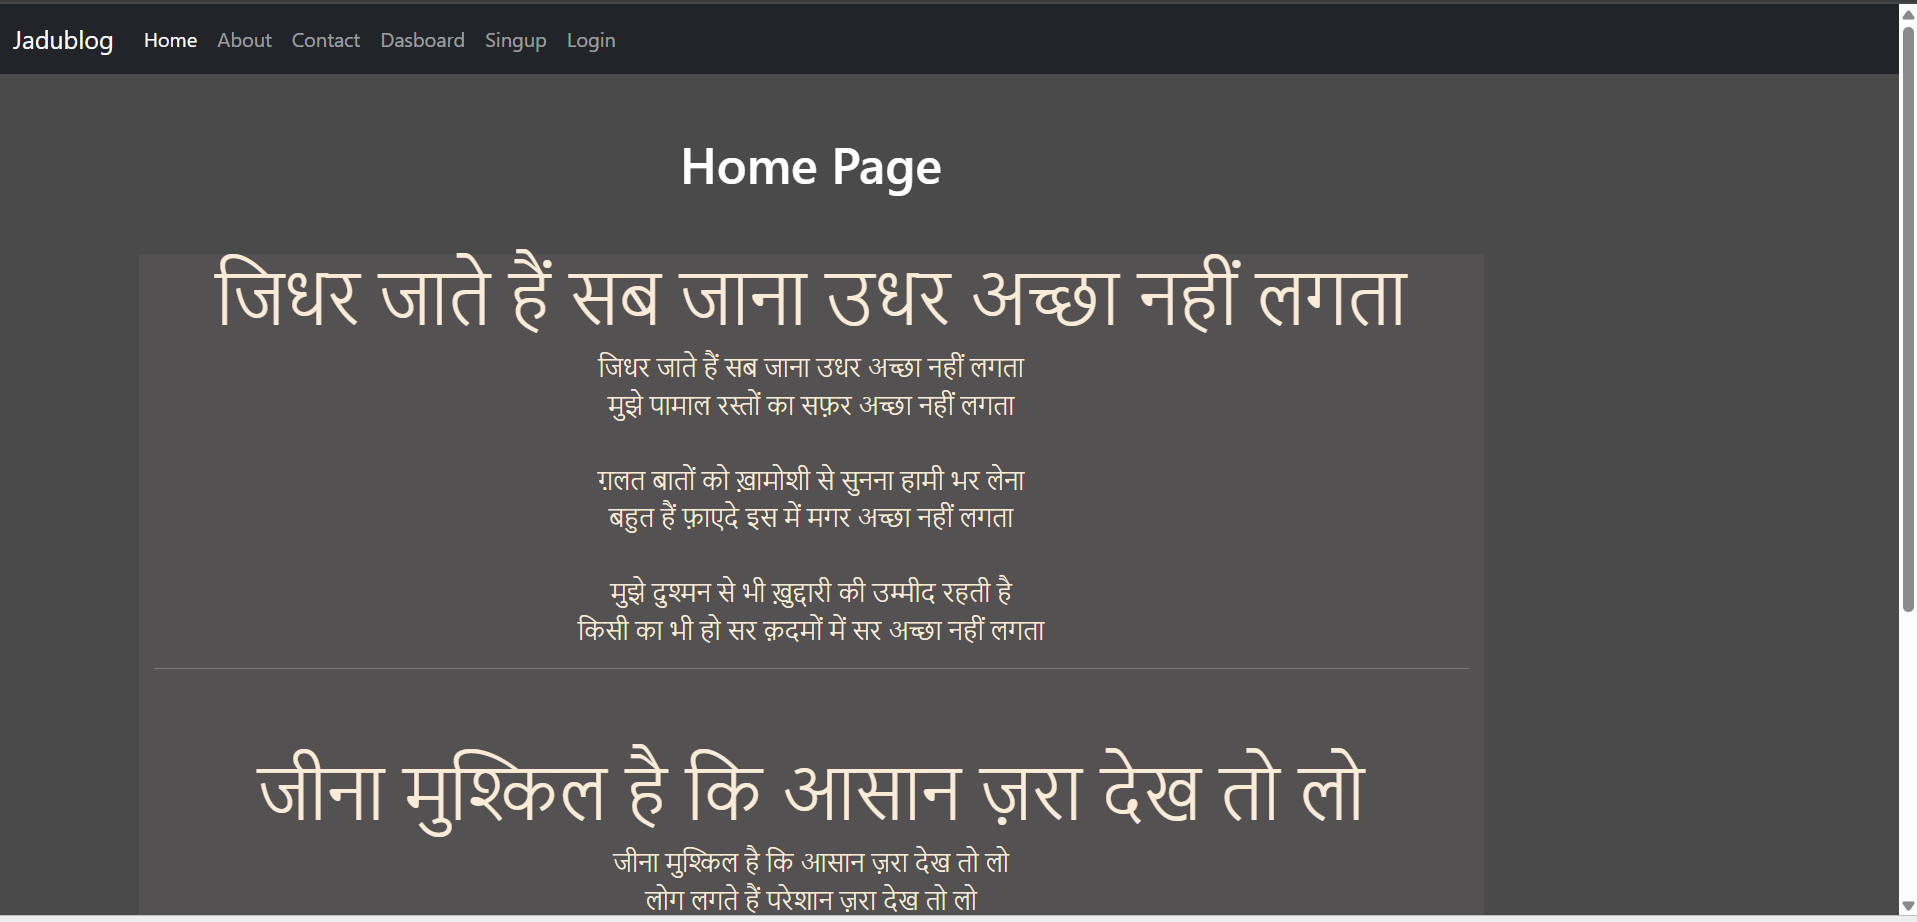 Jadublog Home About Contact Dasboard Singup Login
Home Page
जिधर जाते हैं सब जाना उधर अच्छा नहीं लगता
जिधर जाते हैं सब जाना उधर अच्छा नहीं लगता
मुझे पामाल रस्तों का सफ़र अच्छा नहीं लगता
ग़लत बातों को ख़ामोशी से सुनना हामी भर लेना
बहुत हैं फ़ाएदे इस में मगर अच्छा नहीं लगता
मुझे दुश्मन से भी ख़ुद्दारी की उम्मीद रहती है
किसी का भी हो सर क़दमों में सर अच्छा नहीं लगता
जीना मुश्किल है कि आसान ज़रा देख तो लो
जीना मुश्किल है कि आसान ज़रा देख तो लो
लोग लगते हैं परेशान ज़रा देख तो लो